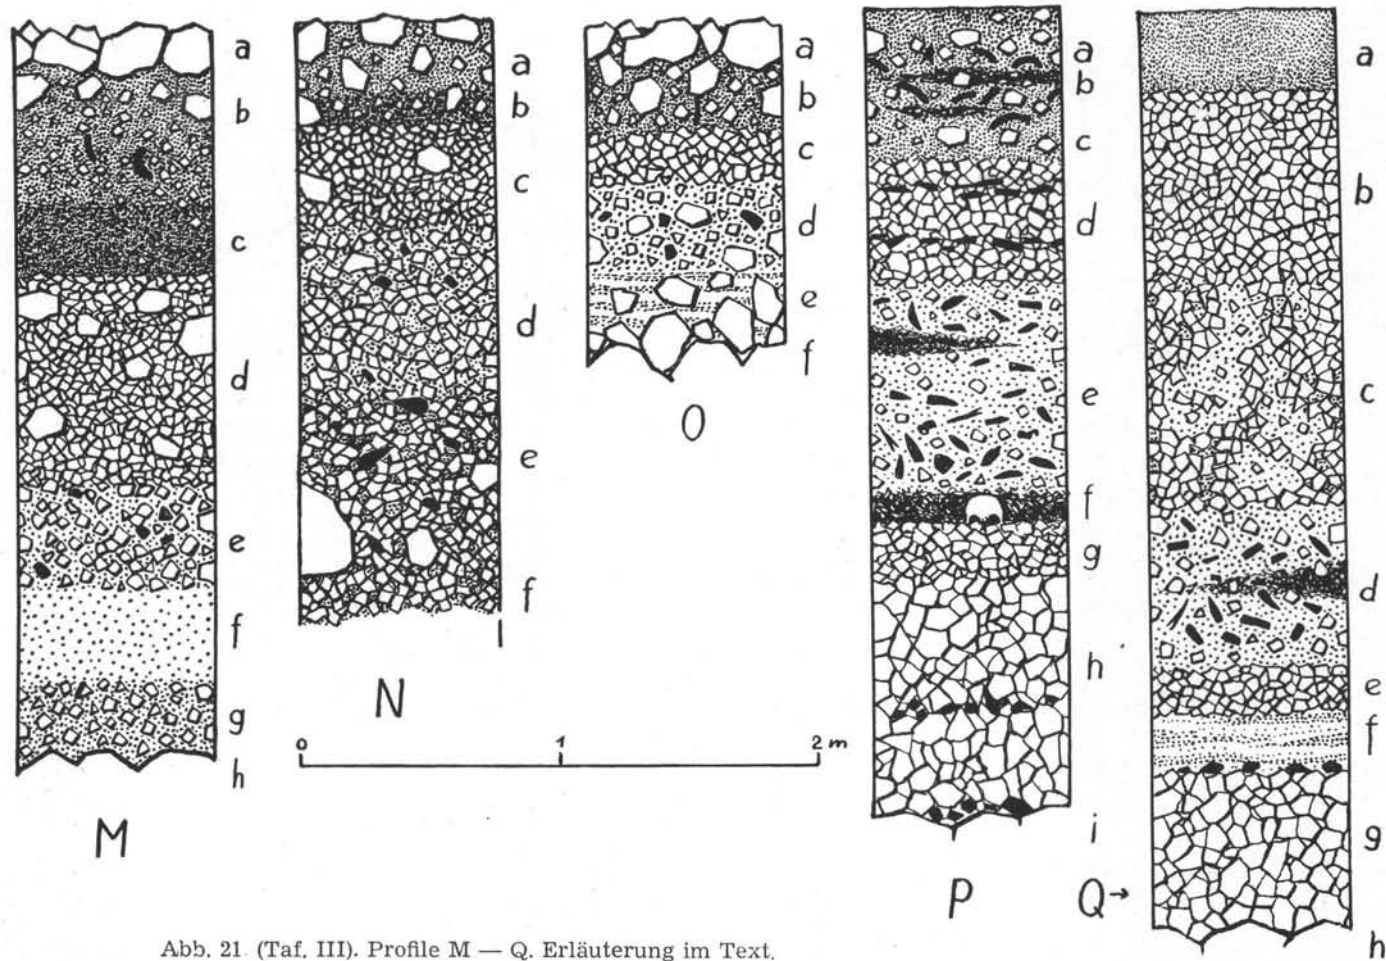 a
b
c
d
e
f
g
h
M
a
b
c
d
e
f
N
a
b
c
d
e
f
O
0 1 2 m
a
b
c
d
e
f
g
h
i
P
a
b
c
d
e
f
g
h
Q→
Abb. 21 (Taf. III). Profile M — Q. Erläuterung im Text.